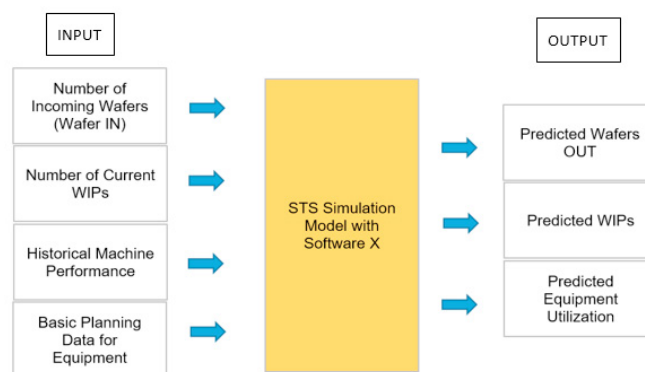 INPUT
Number of
Incoming Wafers
(Wafer IN)
Number of Current
WIPs
Historical Machine
Performance
Basic Planning
Data for
Equipment
STS Simulation
Model with
Software X
OUTPUT
Predicted Wafers
OUT
Predicted WIPs
Predicted
Equipment
Utilization